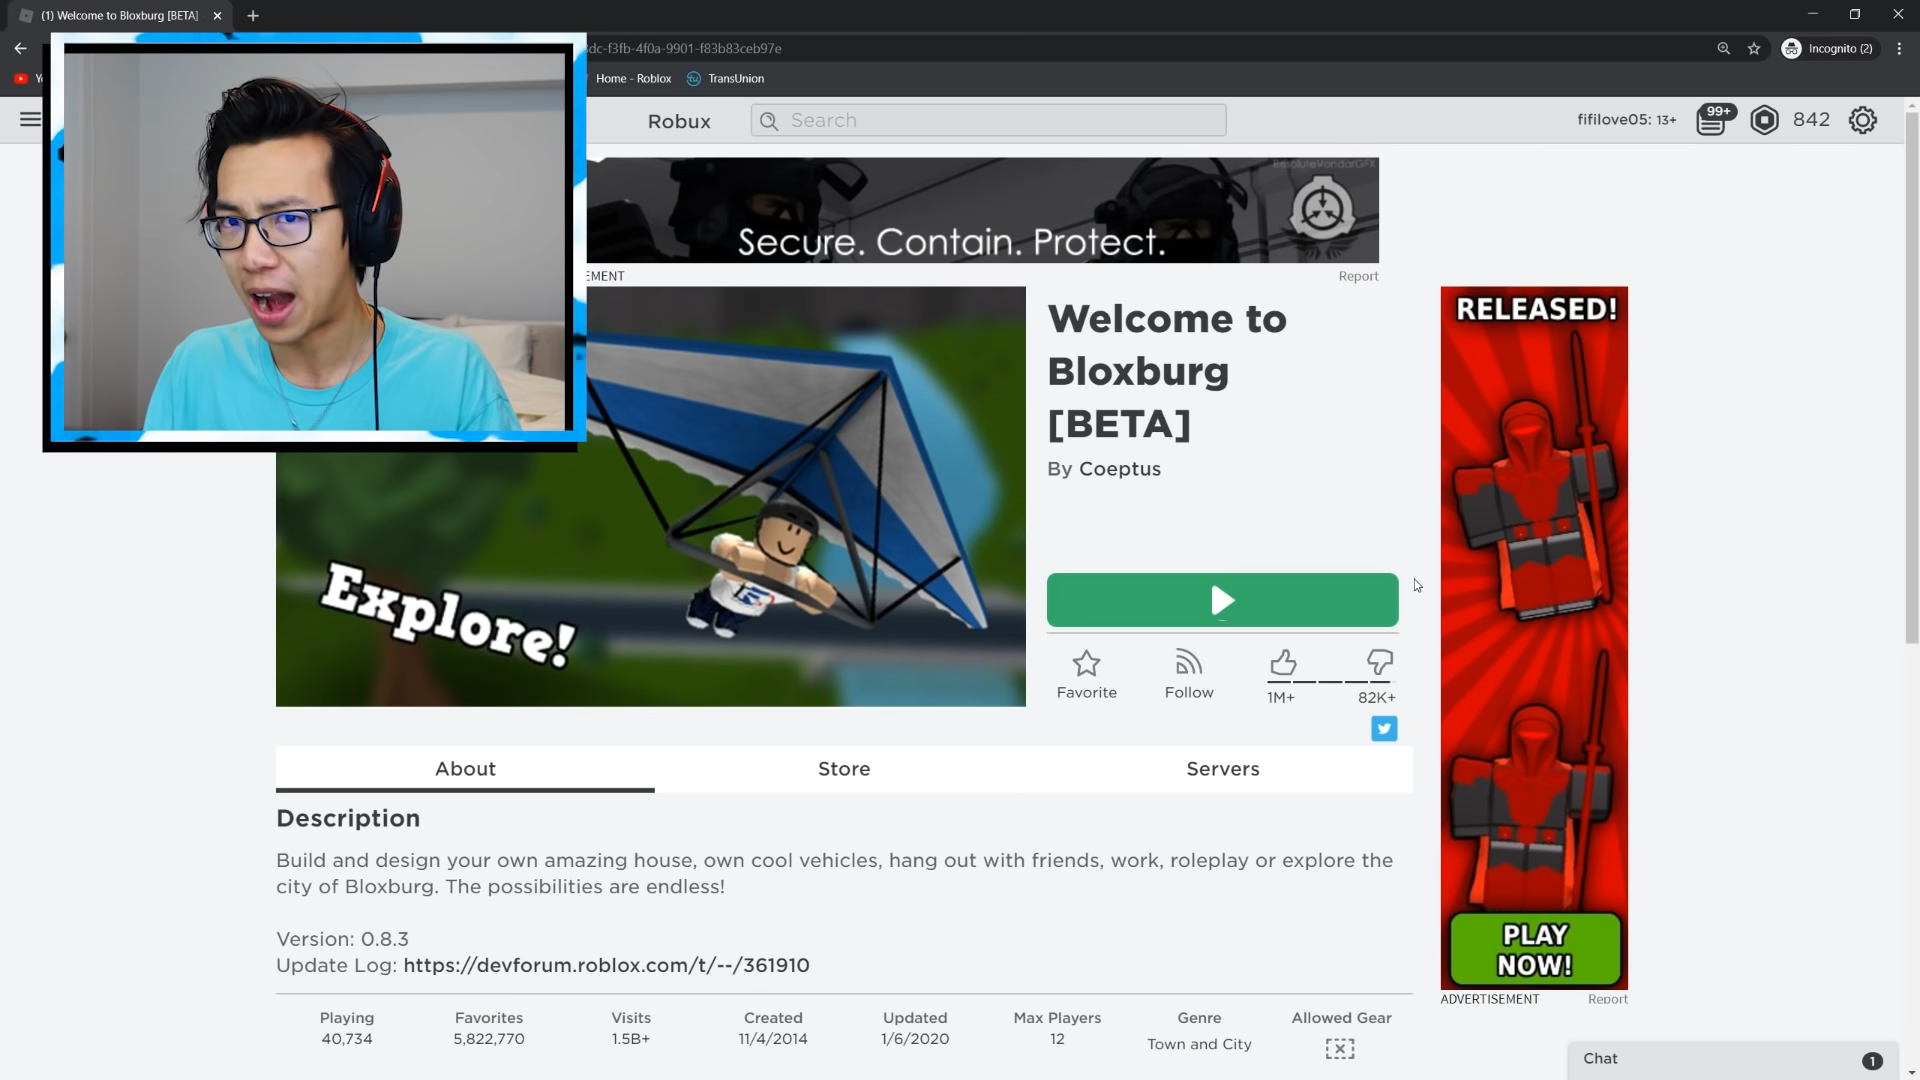 (1) Welcome to Bloxburg [BETA]
dc-f3fb-4f0a-9901-f83b83ceb97e
Incognito (2)
Home - Roblox
TransUnion
Robux
Search
fifilove05: 13+
99+
842
ResoluteVondarGFX
Secure. Contain. Protect.
EMENT
Report
Explore!
Welcome to
Bloxburg
[BETA]
By Coeptus
Favorite
Follow
1M+
82K+
RELEASED!
PLAY
NOW!
ADVERTISEMENT
Report
About
Store
Servers
Description
Build and design your own amazing house, own cool vehicles, hang out with friends, work, roleplay or explore the
city of Bloxburg. The possibilities are endless!
Version: 0.8.3
Update Log: https://devforum.roblox.com/t/--/361910
Playing
Favorites
Visits
Created
Updated
Max Players
Genre
Allowed Gear
40,734
5,822,770
1.5B+
11/4/2014
1/6/2020
12
Town and City
Chat
1